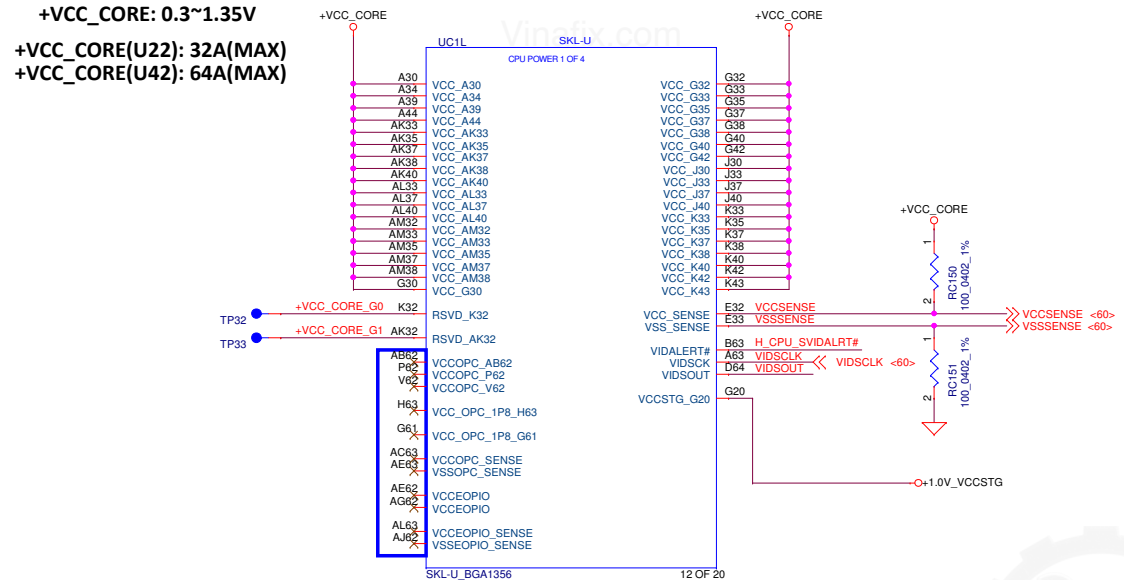 +VCC_CORE: 0.3~1.35V
+VCC_CORE(U22): 32A(MAX)
+VCC_CORE(U42): 64A(MAX)
Vinafix.com
+VCC_CORE
+VCC_CORE
UC1L
SKL-U
CPU POWER 1 OF 4
A30 VCC_A30
A34 VCC_A34
A39 VCC_A39
A44 VCC_A44
AK33 VCC_AK33
AK35 VCC_AK35
AK37 VCC_AK37
AK38 VCC_AK38
AK40 VCC_AK40
AL33 VCC_AL33
AL37 VCC_AL37
AL40 VCC_AL40
AM32 VCC_AM32
AM33 VCC_AM33
AM35 VCC_AM35
AM37 VCC_AM37
AM38 VCC_AM38
G30 VCC_G30
TP32 +VCC_CORE_G0 K32 RSVD_K32
TP33 +VCC_CORE_G1 AK32 RSVD_AK32
AB62 VCCOPC_AB62
P62 VCCOPC_P62
V62 VCCOPC_V62
H63 VCC_OPC_1P8_H63
G61 VCC_OPC_1P8_G61
AC63 VCCOPC_SENSE
AE63 VSSOPC_SENSE
AE62 VCCEOPIO
AG62 VCCEOPIO
AL63 VCCEOPIO_SENSE
AJ62 VSSEOPIO_SENSE
VCC_G32 G32
VCC_G33 G33
VCC_G35 G35
VCC_G37 G37
VCC_G38 G38
VCC_G40 G40
VCC_G42 G42
VCC_J30 J30
VCC_J33 J33
VCC_J37 J37
VCC_J40 J40
VCC_K33 K33
VCC_K35 K35
VCC_K37 K37
VCC_K38 K38
VCC_K40 K40
VCC_K42 K42
VCC_K43 K43
VCC_SENSE E32 VCCSENSE
VSS_SENSE E33 VSSSENSE
VIDALERT# B63 H_CPU_SVIDALRT#
VIDSCK A63 VIDSCLK
VIDSCLK <60>
VIDSOUT D64 VIDSOUT
VCCSTG_G20 G20
+1.0V_VCCSTG
+VCC_CORE
1
2
RC150
100_0402_1%
VCCSENSE <60>
VSSSENSE <60>
1
2
RC151
100_0402_1%
SKL-U_BGA1356
12 OF 20